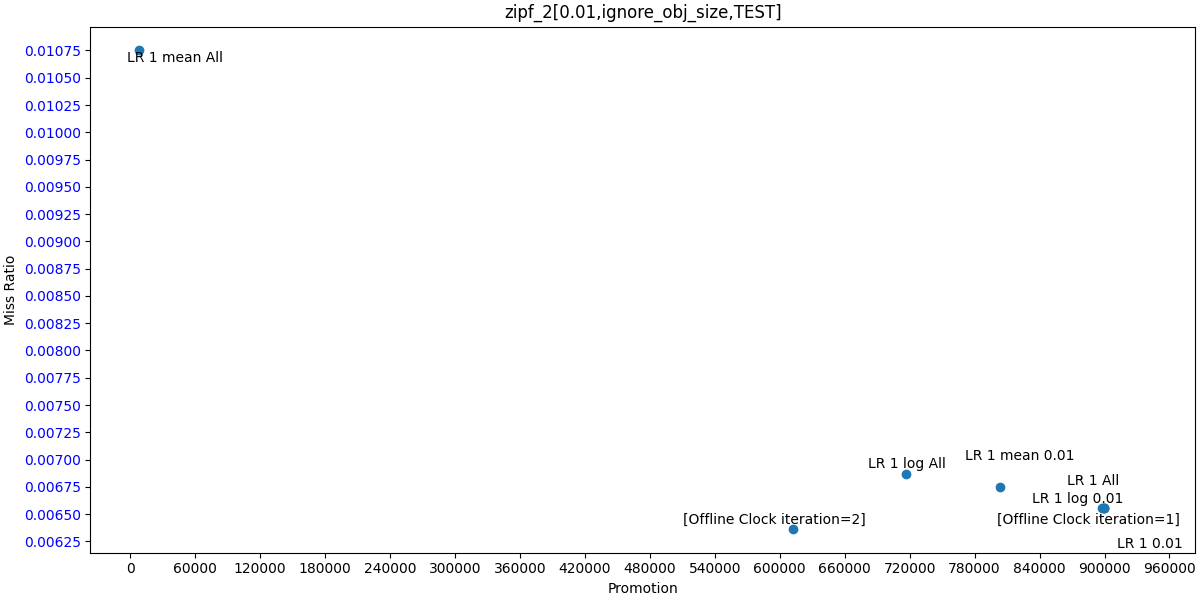 zipf_2[0.01,ignore_obj_size,TEST]
Miss Ratio
0.01075
0.01050
0.01025
0.01000
0.00975
0.00950
0.00925
0.00900
0.00875
0.00850
0.00825
0.00800
0.00775
0.00750
0.00725
0.00700
0.00675
0.00650
0.00625
LR 1 mean All
LR 1 mean 0.01
LR 1 log All
LR 1 All
LR 1 log 0.01
[Offline Clock iteration=2]
[Offline Clock iteration=1]
LR 1 0.01
0 60000 120000 180000 240000 300000 360000 420000 480000 540000 600000 660000 720000 780000 840000 900000 960000
Promotion